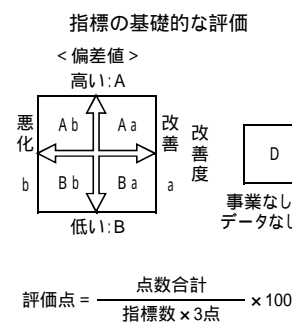 指標の基礎的な評価
<偏差値>
高い:A
悪化
b
Ab Aa
Bb Ba
改善
a
改善度
低い:B
D
事業なし
データなし
評価点 = 点数合計 / 指標数×3点 ×100